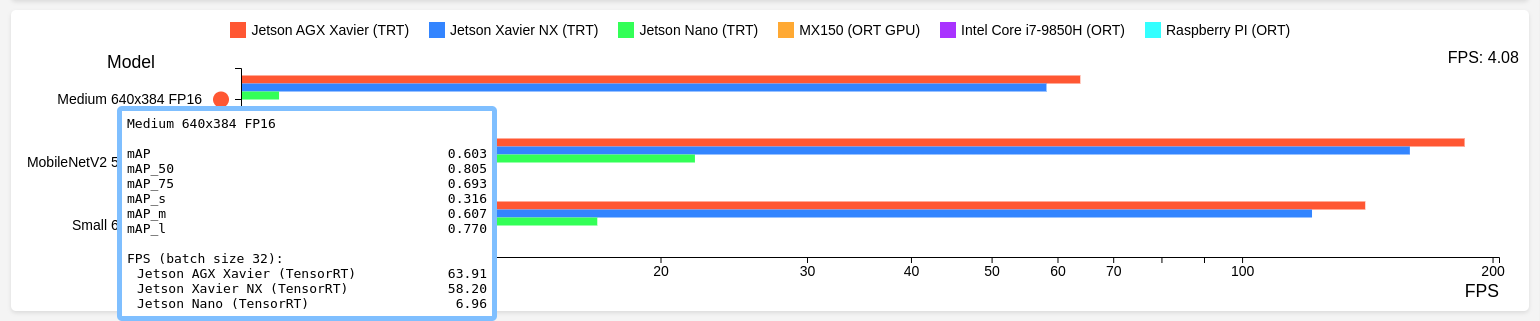 Jetson AGX Xavier (TRT) Jetson Xavier NX (TRT) Jetson Nano (TRT) MX150 (ORT GPU) Intel Core i7-9850H (ORT) Raspberry PI (ORT)
Model
FPS: 4.08
Medium 640x384 FP16
MobileNetV2 5
Small 6
Medium 640x384 FP16
mAP 0.603
mAP_50 0.805
mAP_75 0.693
mAP_s 0.316
mAP_m 0.607
mAP_l 0.770
FPS (batch size 32):
Jetson AGX Xavier (TensorRT) 63.91
Jetson Xavier NX (TensorRT) 58.20
Jetson Nano (TensorRT) 6.96
20 30 40 50 60 70 100 200
FPS